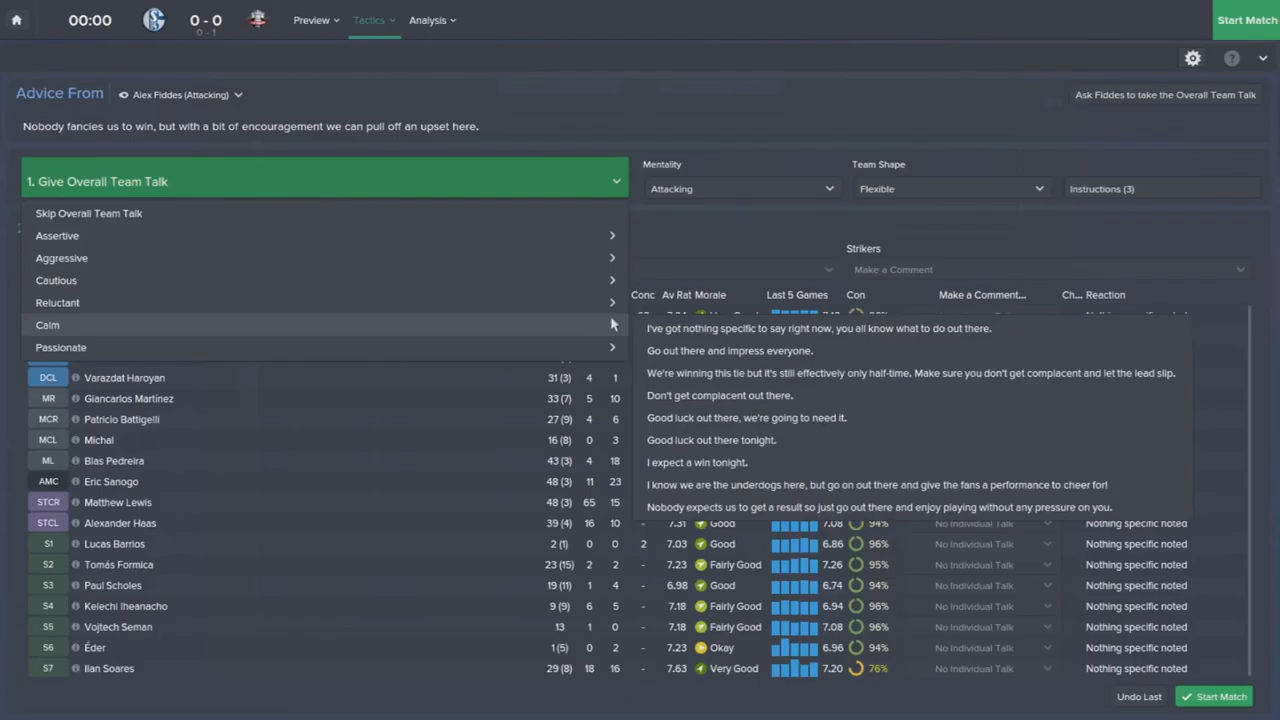 00:00 0 - 0 Preview Tactics Analysis Start Match
0 - 1
Advice From Alex Fiddes (Attacking) Ask Fiddes to take the Overall Team Talk
Nobody fancies us to win, but with a bit of encouragement we can pull off an upset here.
1. Give Overall Team Talk
Mentality Team Shape
Attacking Flexible Instructions (3)
Skip Overall Team Talk
Assertive
Aggressive
Cautious
Reluctant
Calm
Passionate
Strikers
Make a Comment
Conc Av Rat Morale Last 5 Games Con Make a Comment... Ch... Reaction
I've got nothing specific to say right now, you all know what to do out there.
Go out there and impress everyone.
We're winning this tie but it's still effectively only half-time. Make sure you don't get complacent and let the lead slip.
Don't get complacent out there.
Good luck out there, we're going to need it.
Good luck out there tonight.
I expect a win tonight.
I know we are the underdogs here, but go on out there and give the fans a performance to cheer for!
Nobody expects us to get a result so just go out there and enjoy playing without any pressure on you.
DCL Varazdat Haroyan 31 (3) 4 1
MR Giancarlos Martínez 33 (7) 5 10
MCR Patricio Battigelli 27 (9) 4 6
MCL Michal 16 (8) 0 3
ML Blas Pedreira 43 (3) 4 18
AMC Eric Sanogo 48 (3) 11 23
STCR Matthew Lewis 48 (3) 65 15
STCL Alexander Haas 39 (4) 16 10 - 7.31 Good 7.08 94% No Individual Talk Nothing specific noted
S1 Lucas Barrios 2 (1) 0 0 2 7.03 Good 6.86 96% No Individual Talk Nothing specific noted
S2 Tomás Formica 23 (15) 2 2 - 7.23 Fairly Good 7.26 95% No Individual Talk Nothing specific noted
S3 Paul Scholes 19 (11) 1 4 - 6.98 Good 6.74 94% No Individual Talk Nothing specific noted
S4 Kelechi Iheanacho 9 (9) 6 5 - 7.18 Fairly Good 6.94 96% No Individual Talk Nothing specific noted
S5 Vojtech Seman 13 1 0 - 7.18 Fairly Good 7.08 96% No Individual Talk Nothing specific noted
S6 Éder 1 (5) 0 2 - 7.23 Okay 6.96 94% No Individual Talk Nothing specific noted
S7 Ilan Soares 29 (8) 18 16 - 7.63 Very Good 7.20 76% No Individual Talk Nothing specific noted
Undo Last Start Match